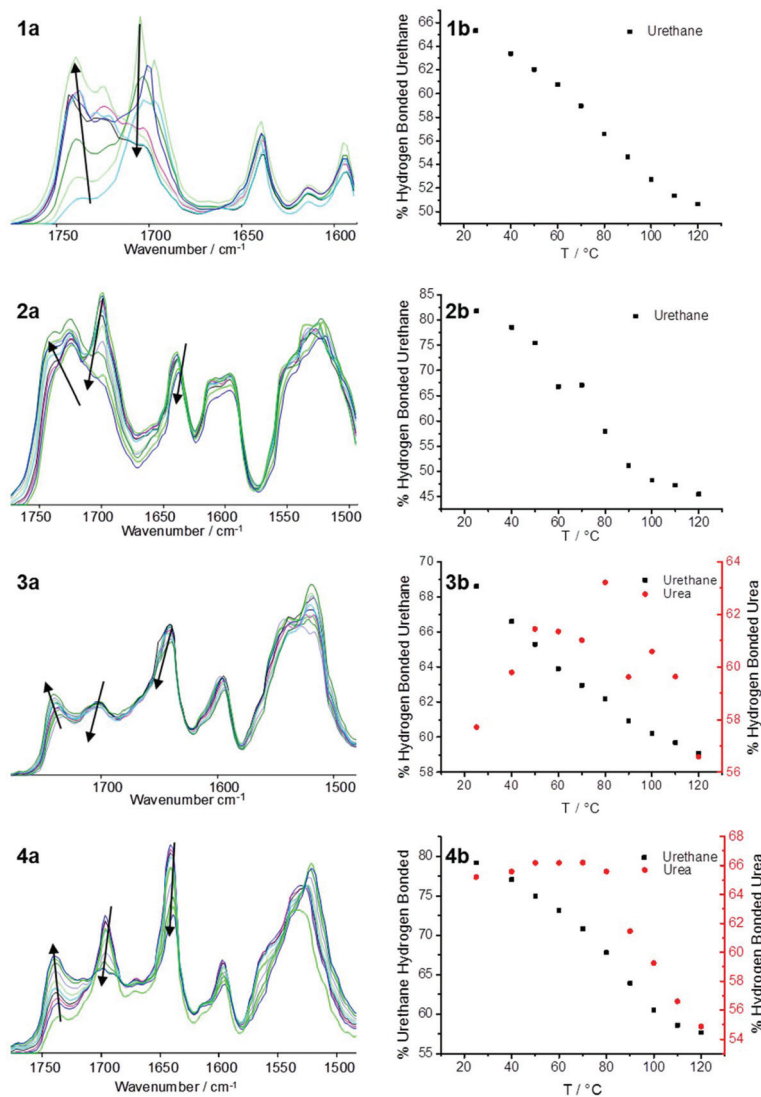 1a
1750 1700 1650 1600
Wavenumber / cm-1
1b
Urethane
% Hydrogen Bonded Urethane
66
64
62
60
58
56
54
52
50
20 40 60 80 100 120
T / °C
2a
1750 1700 1650 1600 1550 1500
Wavenumber / cm-1
2b
Urethane
% Hydrogen Bonded Urethane
85
80
75
70
65
60
55
50
45
20 40 60 80 100 120
T / °C
3a
1700 1600 1500
Wavenumber cm-1
3b
Urethane
Urea
% Hydrogen Bonded Urethane
70
68
66
64
62
60
58
64
62
60
58
56
% Hydrogen Bonded Urea
20 40 60 80 100 120
T / °C
4a
1750 1700 1650 1600 1550 1500
Wavenumber / cm-1
4b
Urethane
Urea
% Urethane Hydrogen Bonded
80
75
70
65
60
55
68
66
64
62
60
58
56
54
% Hydrogen Bonded Urea
20 40 60 80 100 120
T / °C